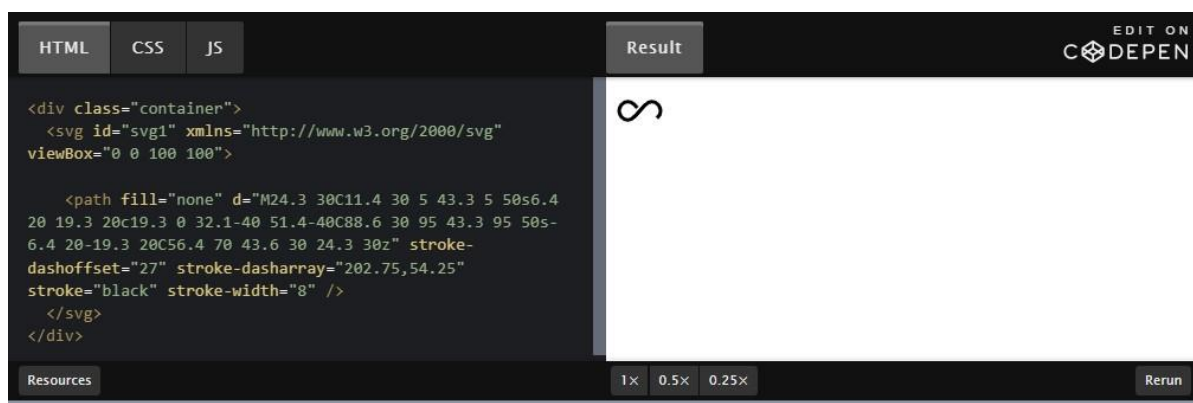 HTML CSS JS
Result
EDIT ON
CODEPEN
<div class="container">
<svg id="svg1" xmlns="http://www.w3.org/2000/svg"
viewBox="0 0 100 100">
<path fill="none" d="M24.3 30C11.4 30 5 43.3 5 50s6.4
20 19.3 20c19.3 0 32.1-40 51.4-40C88.6 30 95 43.3 95 50s-
6.4 20-19.3 20C56.4 70 43.6 30 24.3 30z" stroke-
dashoffset="27" stroke-dasharray="202.75,54.25"
stroke="black" stroke-width="8" />
</svg>
</div>
Resources
1× 0.5× 0.25×
Rerun